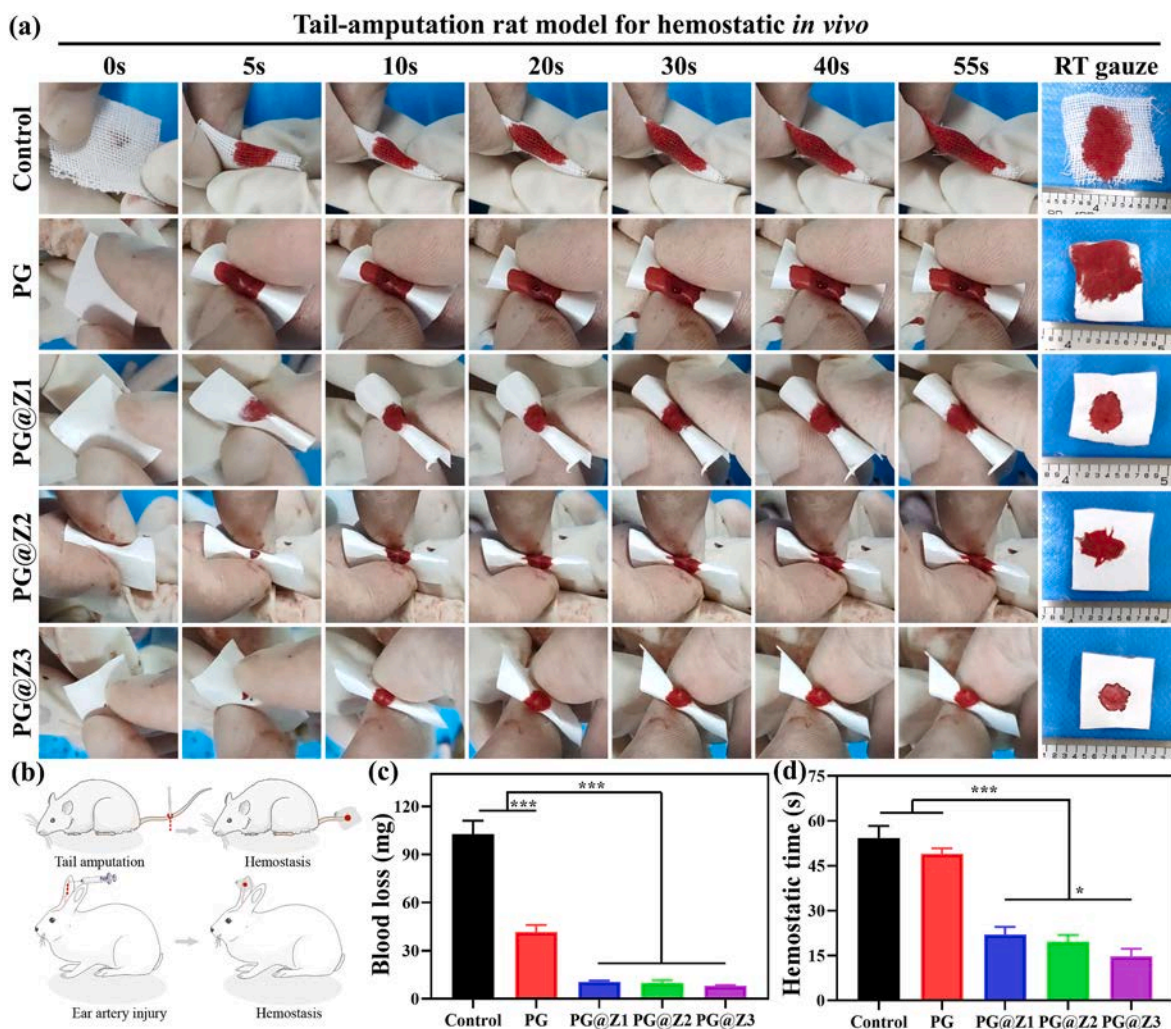 (a)
Tail-amputation rat model for hemostatic in vivo
0s 5s 10s 20s 30s 40s 55s RT gauze
Control
PG
PG@Z1
PG@Z2
PG@Z3
(b)
Tail amputation Hemostasis
Ear artery injury Hemostasis
(c)
Blood loss (mg)
120
90
60
30
0
***
***
Control PG PG@Z1 PG@Z2 PG@Z3
(d)
Hemostatic time (s)
75
60
45
30
15
0
***
*
Control PG PG@Z1 PG@Z2 PG@Z3